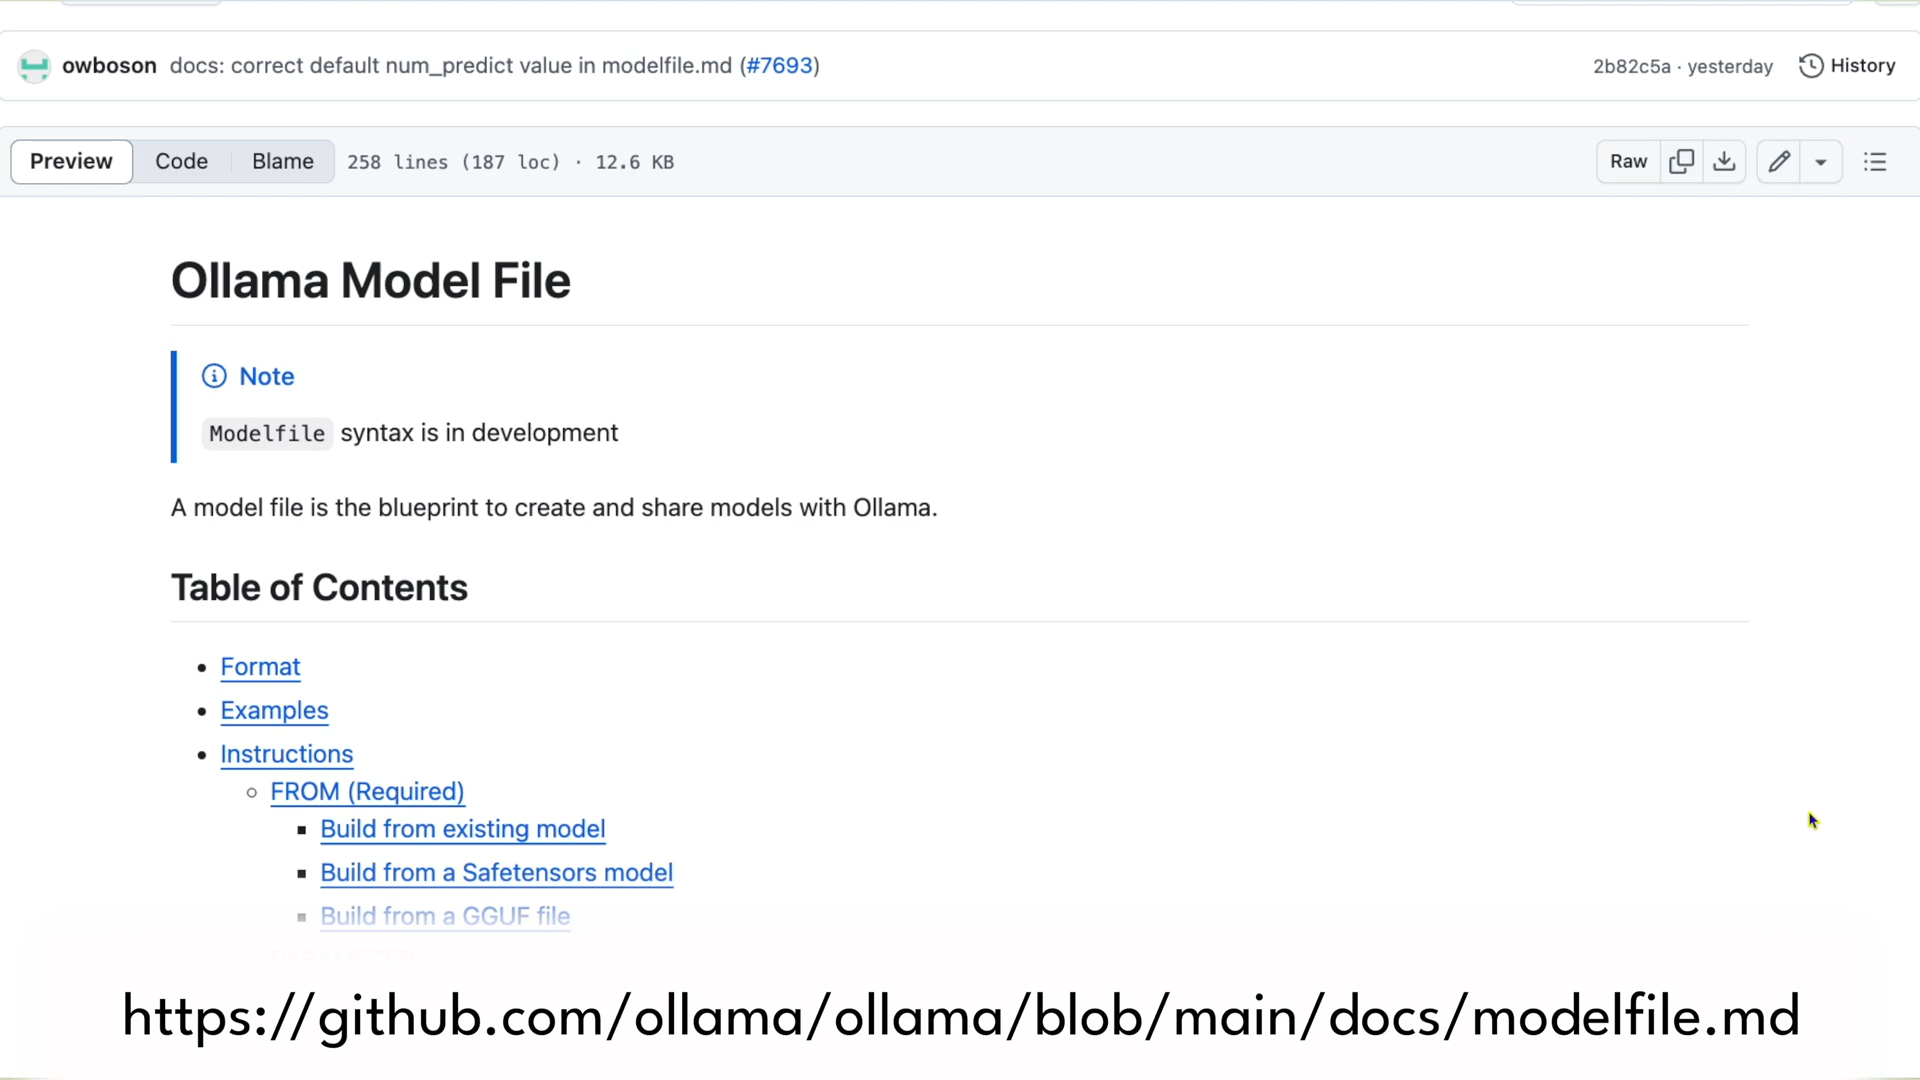 owboson docs: correct default num_predict value in modelfile.md (#7693) 2b82c5a · yesterday History
Preview Code Blame 258 lines (187 loc) · 12.6 KB Raw
Ollama Model File
Note
Modelfile syntax is in development
A model file is the blueprint to create and share models with Ollama.
Table of Contents
Format
Examples
Instructions
FROM (Required)
Build from existing model
Build from a Safetensors model
Build from a GGUF file
PARAMETER
https://github.com/ollama/ollama/blob/main/docs/modelfile.md